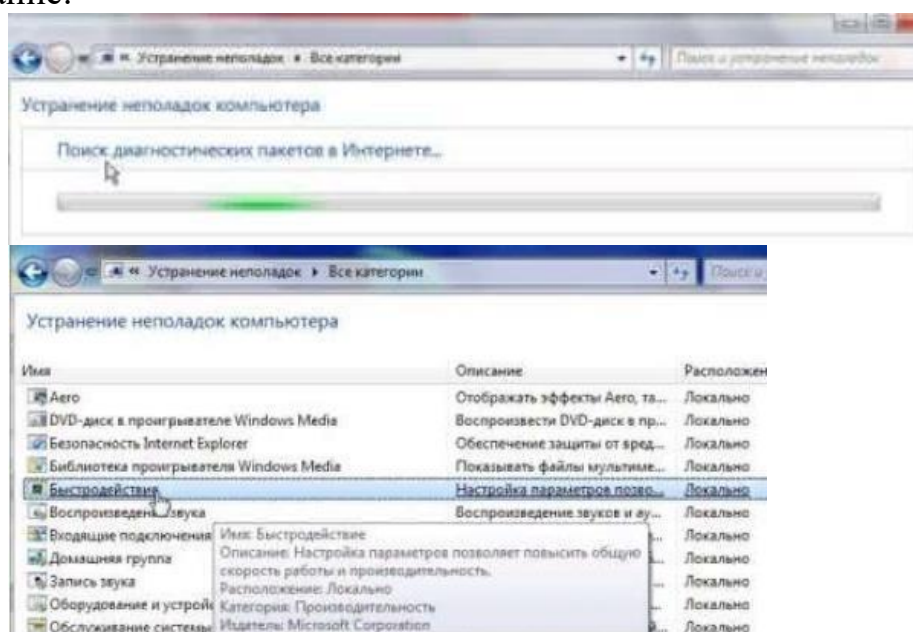 « Устранение неполадок ▸ Все категории Поиск и устранение неполадок
Устранение неполадок компьютера
Поиск диагностических пакетов в Интернете...
« Устранение неполадок ▸ Все категории Поиск и
Устранение неполадок компьютера
Имя Описание Располож
Aero Отображать эффекты Aero, та... Локально
DVD-диск в проигрывателе Windows Media Воспроизвести DVD-диск в пр... Локально
Безопасность Internet Explorer Обеспечение защиты от вред... Локально
Библиотека проигрывателя Windows Media Показывать файлы мультиме... Локально
Быстродействие Настройка параметров позво... Локально
Воспроизведение звука Воспроизведение звуков и ау... Локально
Входящие подключения Локально
Домашняя группа Локально
Запись звука Локально
Оборудование и устройс Локально
Обслуживание системы Локально
Имя: Быстродействие
Описание: Настройка параметров позволяет повысить общую
скорость работы и производительность.
Расположение: Локально
Категория: Производительность
Издатель: Microsoft Corporation